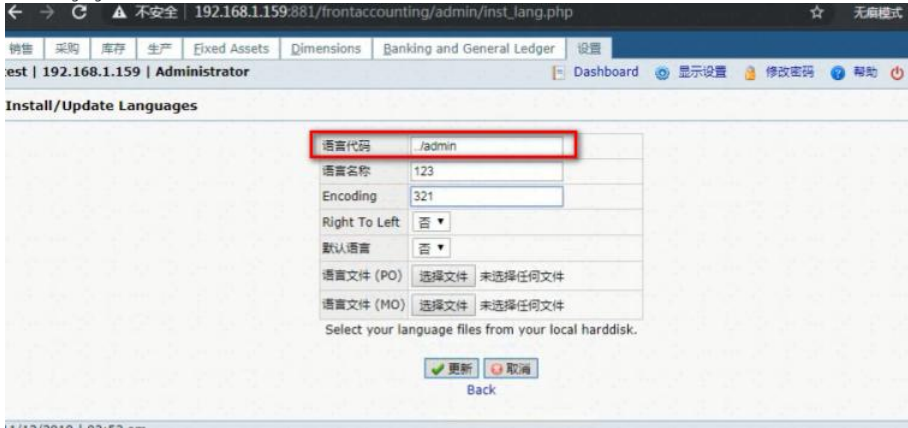 不安全 | 192.168.1.159:881/frontaccounting/admin/inst_lang.php 无痕模式
销售 采购 库存 生产 Fixed Assets Dimensions Banking and General Ledger 设置
test | 192.168.1.159 | Administrator Dashboard 显示设置 修改密码 帮助
Install/Update Languages
语言代码 ../admin
语言名称 123
Encoding 321
Right To Left 否
默认语言 否
语言文件 (PO) 选择文件 未选择任何文件
语言文件 (MO) 选择文件 未选择任何文件
Select your language files from your local harddisk.
更新 取消
Back